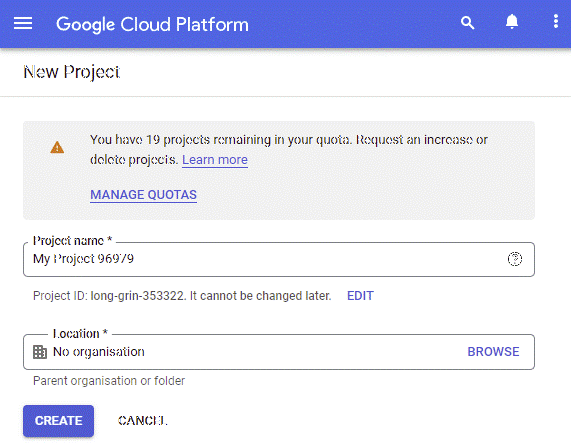 Google Cloud Platform
New Project
You have 19 projects remaining in your quota. Request an increase or
delete projects. Learn more
MANAGE QUOTAS
Project name *
My Project 96979
Project ID: long-grin-353322. It cannot be changed later. EDIT
Location *
No organisation BROWSE
Parent organisation or folder
CREATE CANCEL